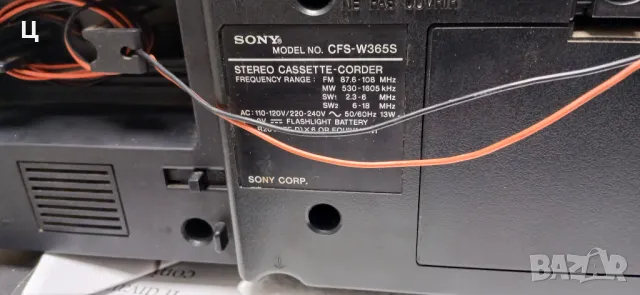 Ц
SONY®
MODEL NO. CFS-W365S
STEREO CASSETTE-CORDER
FREQUENCY RANGE : FM 87.6-108 MHz
MW 530-1605 kHz
SW1 2.3-6 MHz
SW2 6-18 MHz
AC : 110-120V/220-240V ~ 50/60Hz 13W
FLASHLIGHT BATTERY
SONY CORP.
bazar.bg